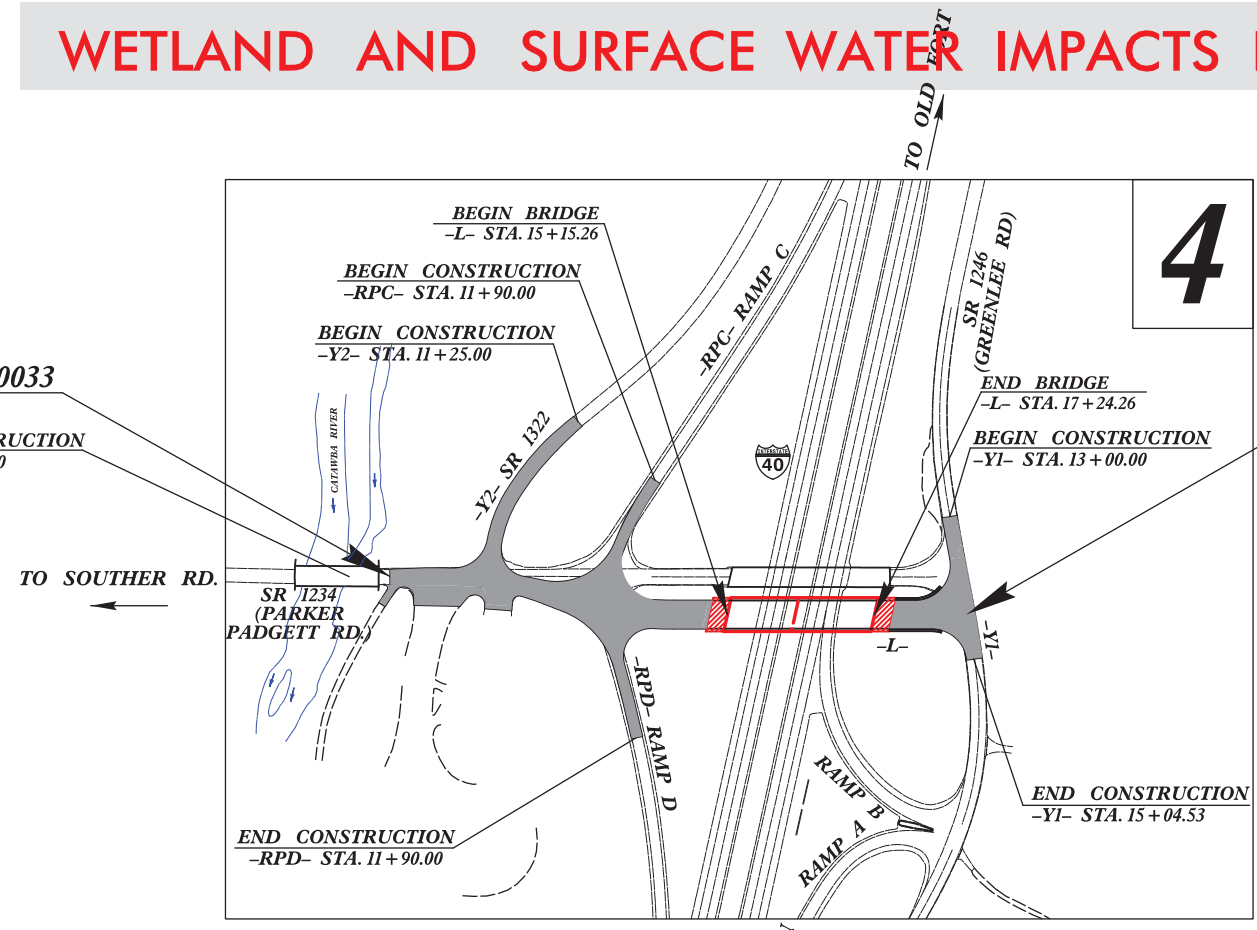 WETLAND AND SURFACE WATER IMPACTS
TO OLD FORT
4
BEGIN BRIDGE
-L- STA. 15+15.26
BEGIN CONSTRUCTION
-RPC- STA. 11+90.00
BEGIN CONSTRUCTION
-Y2- STA. 11+25.00
-RPC- RAMP C
SR 1246
(GREENLEE RD)
0033
RUCTION
0
CATAWBA RIVER
-Y2- SR 1322
INTERSTATE
40
END BRIDGE
-L- STA. 17+24.26
BEGIN CONSTRUCTION
-Y1- STA. 13+00.00
TO SOUTHER RD.
SR 1234
(PARKER
PADGETT RD.)
-L-
-Y1-
-RPD- RAMP D
RAMP B
RAMP A
END CONSTRUCTION
-Y1- STA. 15+04.53
END CONSTRUCTION
-RPD- STA. 11+90.00